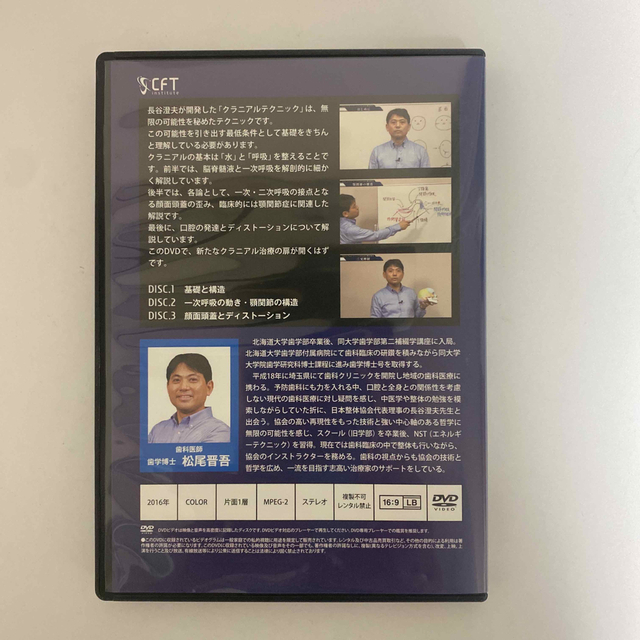 CFT
institute
長谷澄夫が開発した「クラニアルテクニック」は、無
限の可能性を秘めたテクニックです。
この可能性を引き出す最低条件として基礎をきちん
と理解している必要があります。
クラニアルの基本は「水」と「呼吸」を整えることで
す。前半では、脳脊髄液と一次呼吸を解剖的に細か
く解説しています。
後半では、各論として、一次・二次呼吸の接点とな
る顔面頭蓋の歪み、臨床的には顎関節症に関連した
解説です。
最後に、口腔の発達とディストーションについて解
説しています。
このDVDで、新たなクラニアル治療の扉が開くはず
です。
DISC.1 基礎と構造
DISC.2 一次呼吸の動き・顎関節の構造
DISC.3 顔面頭蓋とディストーション
北海道大学歯学部卒業後、同大学歯学部第二補綴学講座に入局。
北海道大学歯学部付属病院にて歯科臨床の研鑽を積みながら同大学
大学院歯学研究科博士課程に進み歯学博士号を取得する。
平成18年に埼玉県にて歯科クリニックを開院し地域の歯科医療に
携わる。予防歯科にも力を入れる中、口腔と全身との関係性を考慮
しない現代の歯科医療に対し疑問を感じ、中医学や整体の勉強を模
索しながらしていた折に、日本整体協会代表理事の長谷澄夫先生と
出会う。協会の高い再現性をもった技術と強い中心軸のある哲学に
無限の可能性を感じ、スクール（旧学部）を卒業後、NST（エネルギ
ーテクニック）を習得、現在では歯科臨床の中で整体も行いながら、
協会のインストラクターを務める。歯科の視点からも協会の技術と
哲学を広め、一流を目指す志高い治療家のサポートをしている。
歯科医師
歯学博士 松尾晋吾
2016年 COLOR 片面1層 MPEG-2 ステレオ 複製不可 レンタル禁止 16:9 LB DVD VIDEO